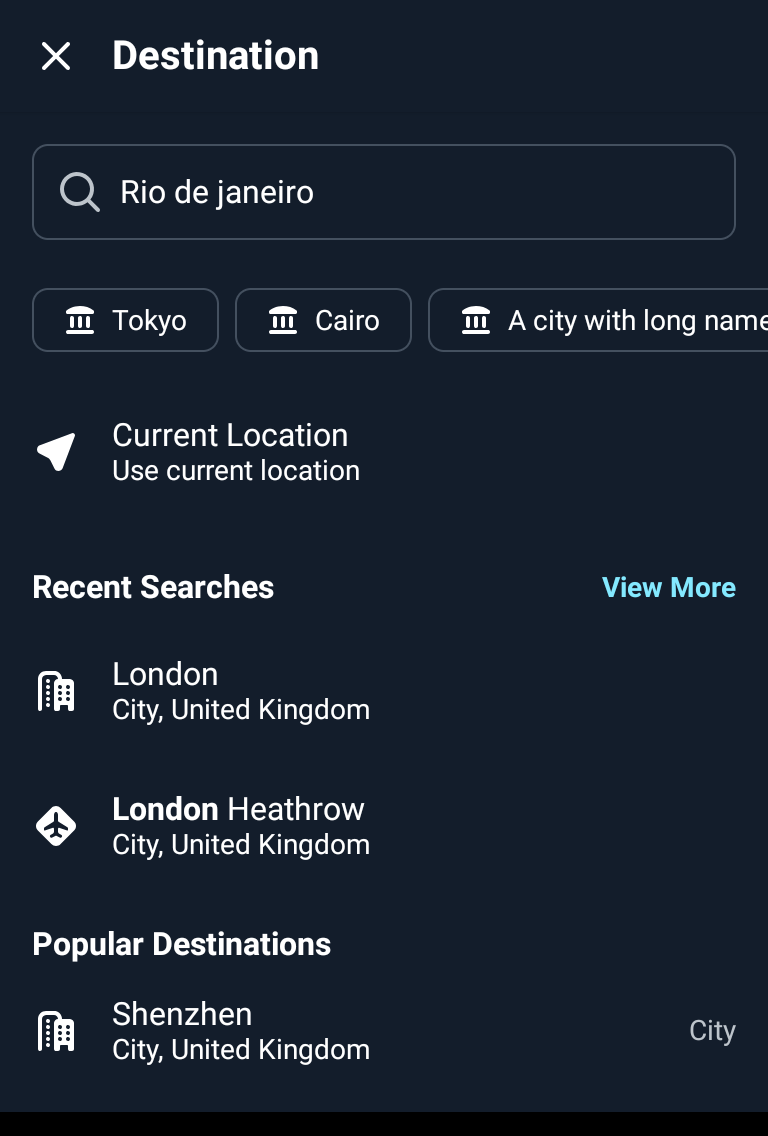 Destination
Rio de janeiro
Tokyo Cairo A city with long name
Current Location
Use current location
Recent Searches View More
London
City, United Kingdom
London Heathrow
City, United Kingdom
Popular Destinations
Shenzhen
City, United Kingdom City